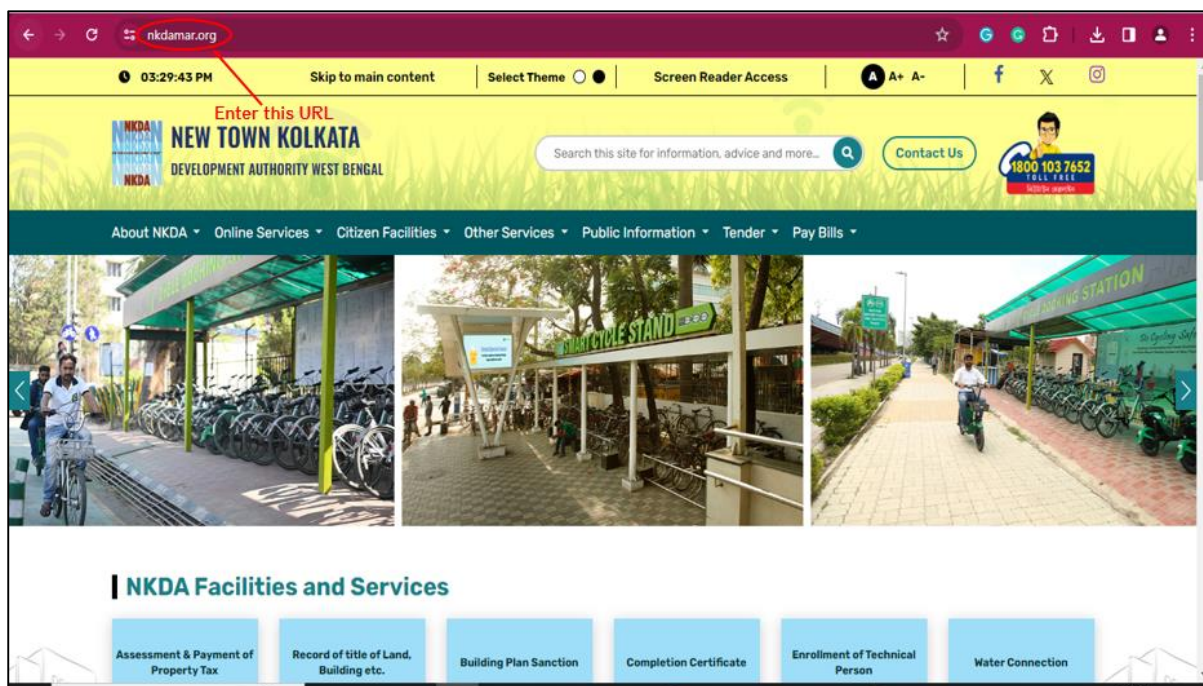 nkdamar.org
03:29:43 PM
Skip to main content
Select Theme
Screen Reader Access
A A+ A-
Enter this URL
NKDA
NKDA
NEW TOWN KOLKATA
DEVELOPMENT AUTHORITY WEST BENGAL
Search this site for information, advice and more...
Contact Us
1800 103 7652
TOLL FREE
About NKDA
Online Services
Citizen Facilities
Other Services
Public Information
Tender
Pay Bills
SMART CYCLE STAND
STATION
NKDA Facilities and Services
Assessment & Payment of
Property Tax
Record of title of Land,
Building etc.
Building Plan Sanction
Completion Certificate
Enrollment of Technical
Person
Water Connection